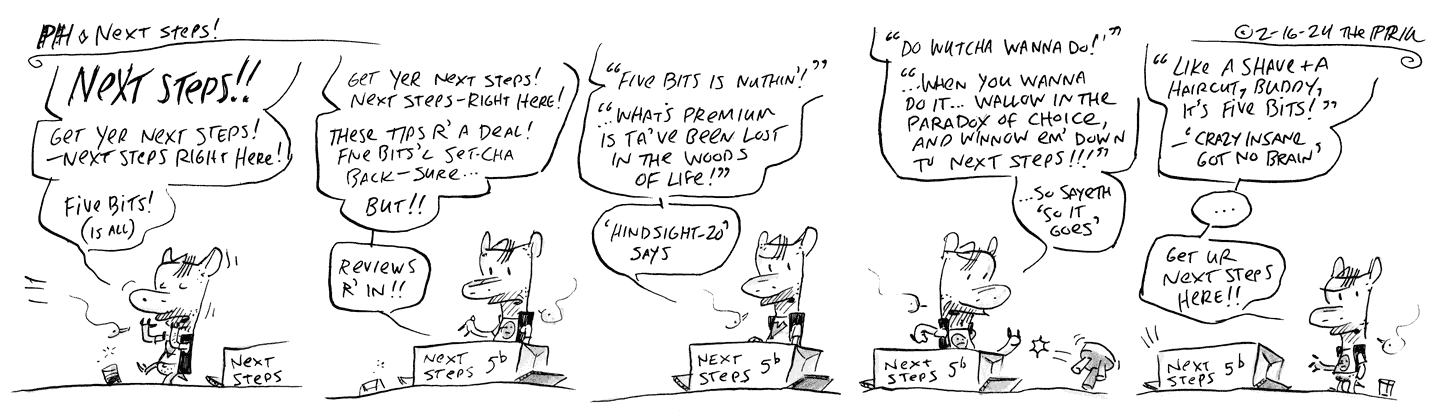 PH ◊ NEXT STEPS!
©2-16-24 THE PRIU
NEXT STEPS!!
GET YER NEXT STEPS!
—NEXT STEPS RIGHT HERE!
FIVE BITS!
(IS ALL)
NEXT
STEPS
GET YER NEXT STEPS!
NEXT STEPS—RIGHT HERE!
THESE TIPS R' A DEAL!
FIVE BITS'L SET-CHA
BACK—SURE...
BUT!!
REVIEWS
R' IN!!
NEXT
STEPS 5b
"FIVE BITS IS NUTHIN'!"
"...WHAT'S PREMIUM
IS TA'VE BEEN LOST
IN THE WOODS
OF LIFE!"
'HINDSIGHT-20'
SAYS
NEXT
STEPS 5b
"DO WUTCHA WANNA DO!"
"...WHEN YOU WANNA
DO IT... WALLOW IN THE
PARADOX OF CHOICE,
AND WINNOW EM' DOWN
TU NEXT STEPS!!!"
...SO SAYETH
'SO IT
GOES'
NEXT
STEPS 5b
"LIKE A SHAVE + A
HAIRCUT, BUDDY,
IT'S FIVE BITS!"
—'CRAZY INSANE
GOT NO BRAIN'
...
GET UR
NEXT STEPS
HERE!!
NEXT
STEPS 5b